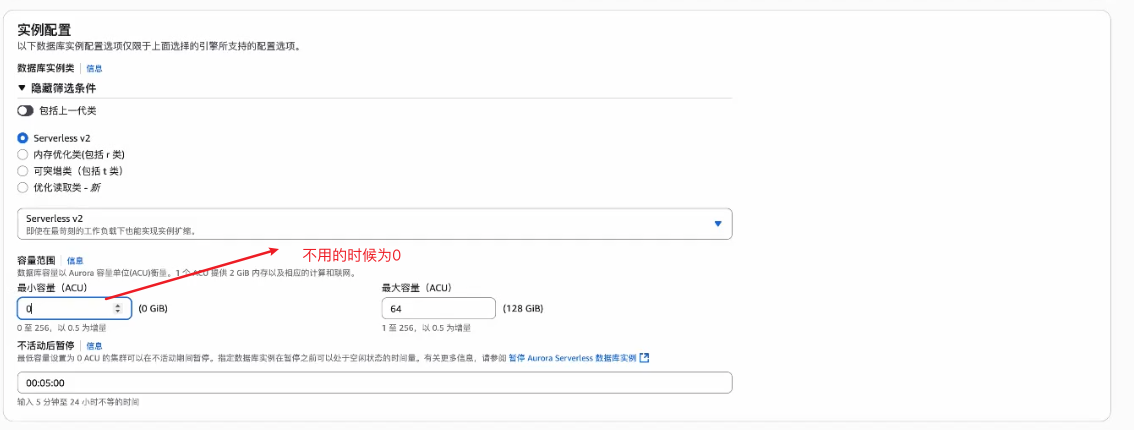 实例配置
以下数据库实例配置选项仅限于上面选择的引擎所支持的配置选项。
数据库实例类 信息
隐藏筛选条件
包括上一代类
Serverless v2
内存优化类(包括 r 类)
可突增类（包括 t 类）
优化读取类 - 新
Serverless v2
即使在最苛刻的工作负载下也能实现实例扩缩。
不用的时候为0
容量范围 信息
数据库容量以 Aurora 容量单位(ACU)衡量。1 个 ACU 提供 2 GiB 内存以及相应的计算和联网。
最小容量（ACU） 最大容量（ACU）
0 (0 GiB) 64 (128 GiB)
0 至 256，以 0.5 为增量 1 至 256，以 0.5 为增量
不活动后暂停 信息
最低容量设置为 0 ACU 的集群可以在不活动期间暂停。指定数据库实例在暂停之前可以处于空闲状态的时间量。有关更多信息，请参阅 暂停 Aurora Serverless 数据库实例
00:05:00
输入 5 分钟至 24 小时不等的时间